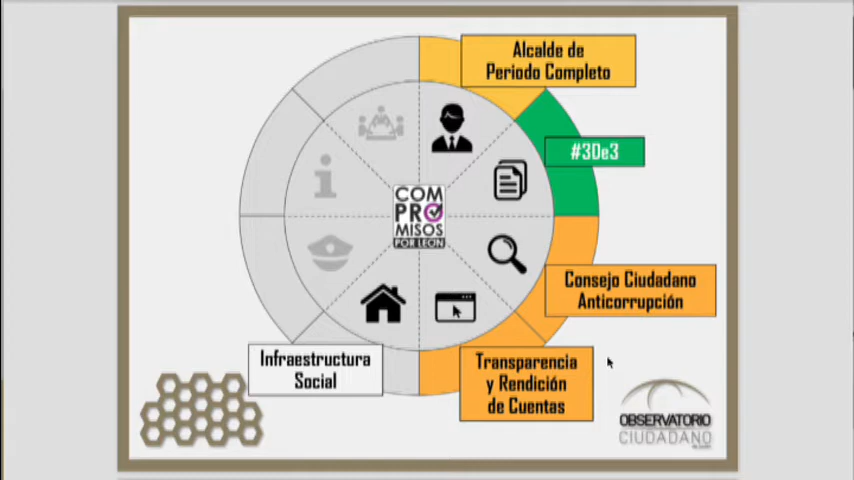 Alcalde de
Periodo Completo
#3De3
COM
PRO
MISOS
POR LEON
Consejo Ciudadano
Anticorrupción
Infraestructura
Social
Transparencia
y Rendición
de Cuentas
OBSERVATORIO
CIUDADANO